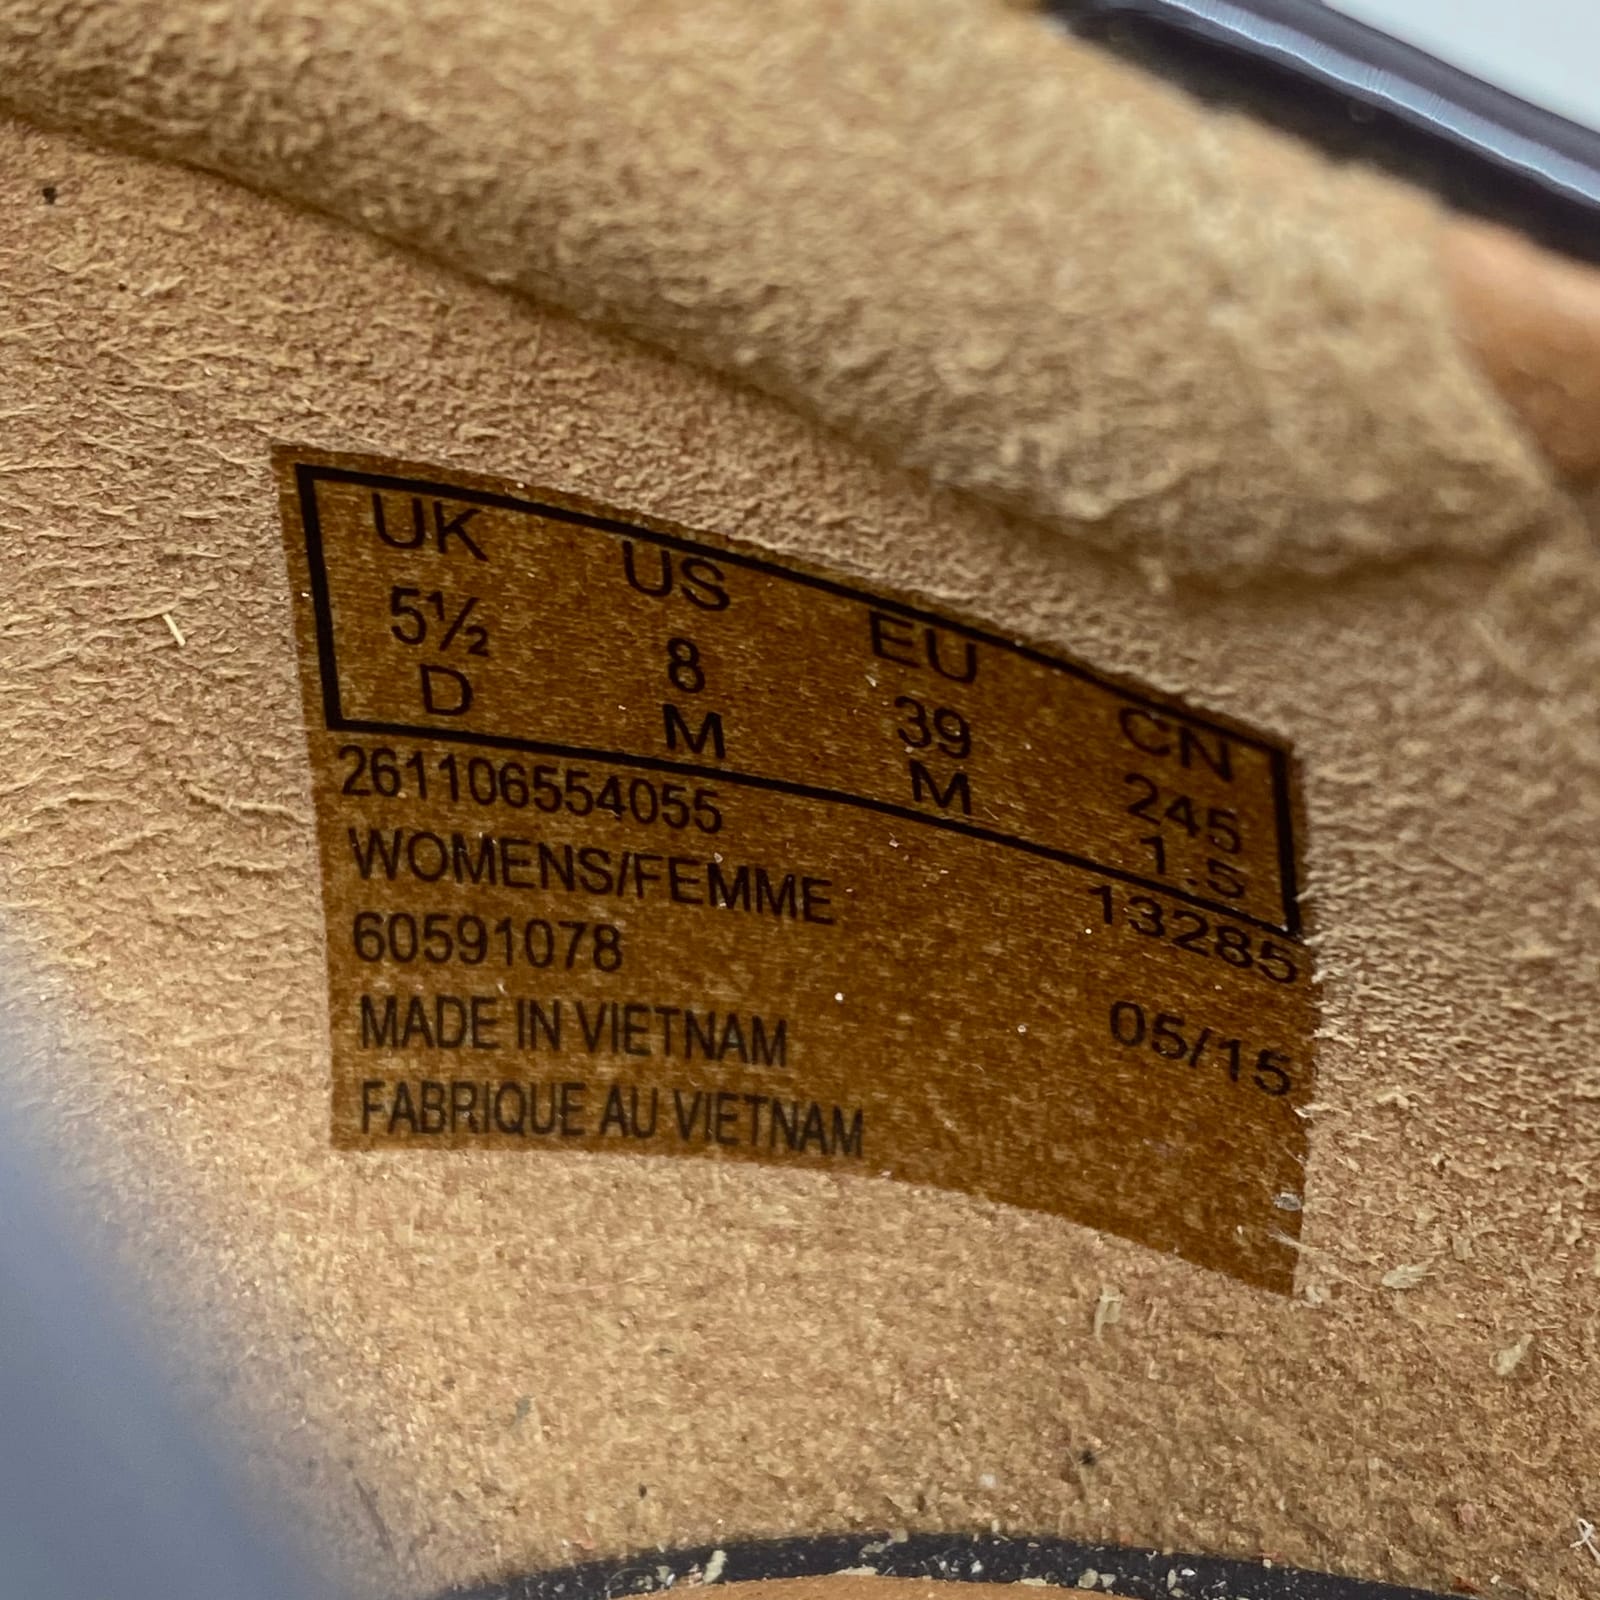 UK US EU CN
5½ 8 39 245
D M M 1.5
261106554055 13285
WOMENS/FEMME
60591078 05/15
MADE IN VIETNAM
FABRIQUE AU VIETNAM